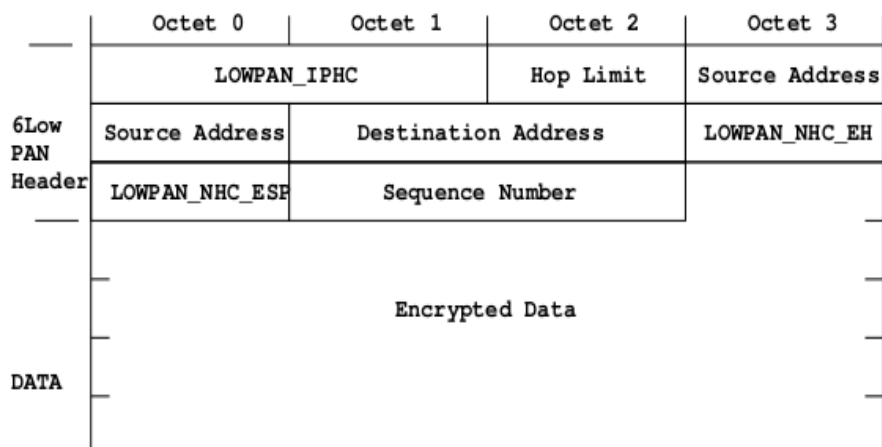 Octet 0 Octet 1 Octet 2 Octet 3
LOWPAN_IPHC Hop Limit Source Address
6Low
PAN
Header
Source Address Destination Address LOWPAN_NHC_EH
LOWPAN_NHC_ESP Sequence Number
Encrypted Data
DATA